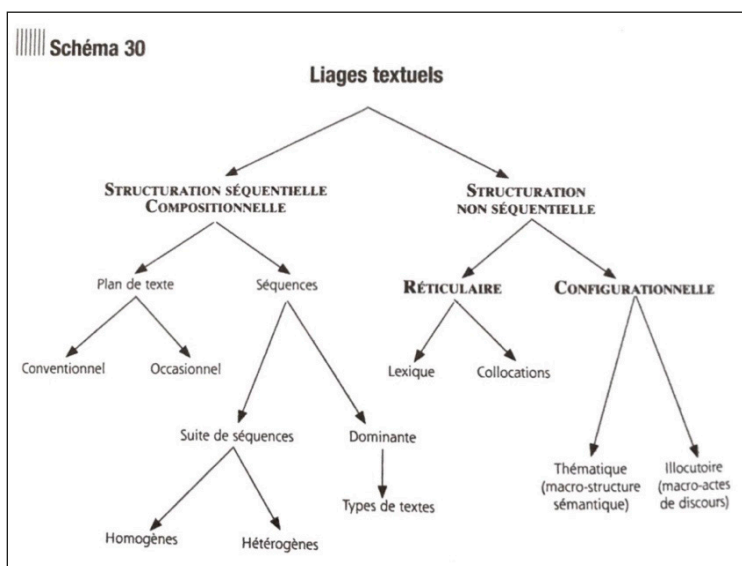 Schéma 30
Liages textuels
STRUCTURATION SÉQUENTIELLE
COMPOSITIONNELLE
STRUCTURATION
NON SÉQUENTIELLE
Plan de texte
Séquences
RÉTICULAIRE
CONFIGURATIONNELLE
Conventionnel
Occasionnel
Lexique
Collocations
Suite de séquences
Dominante
Thématique
(macro-structure
sémantique)
Illocutoire
(macro-actes
de discours)
Types de textes
Homogènes
Hétérogènes